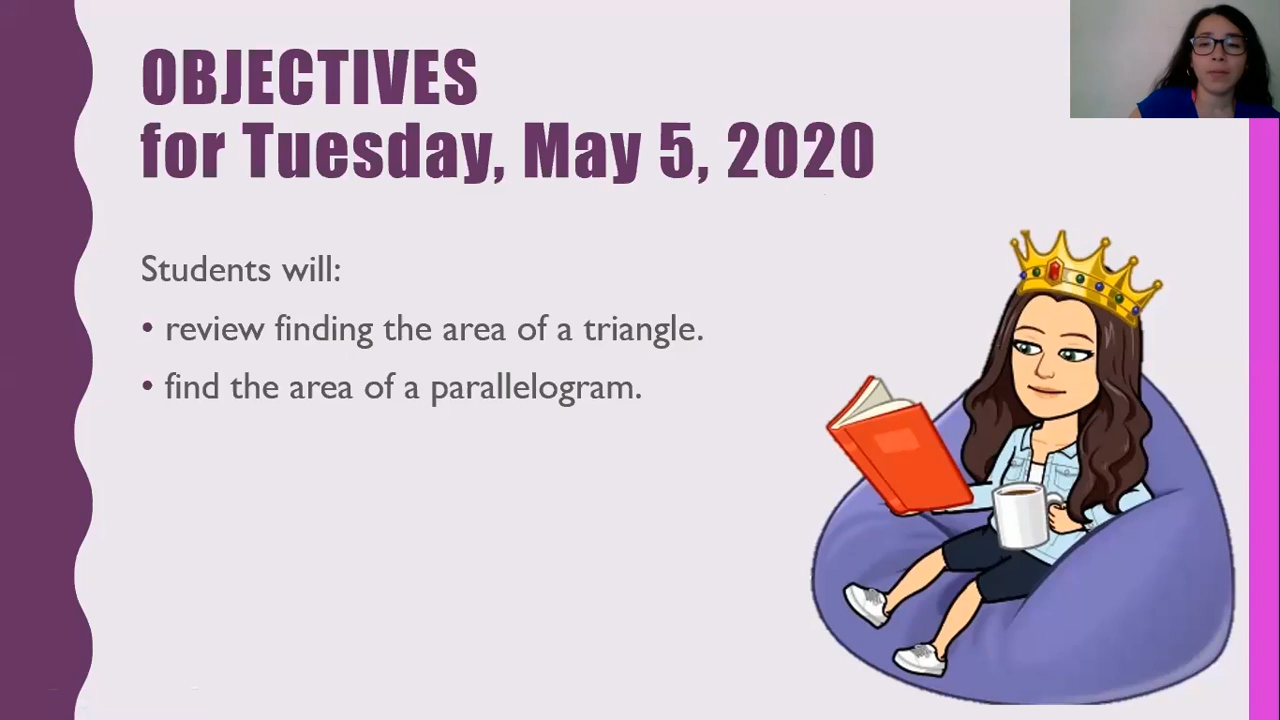 OBJECTIVES
for Tuesday, May 5, 2020
Students will:
• review finding the area of a triangle.
• find the area of a parallelogram.